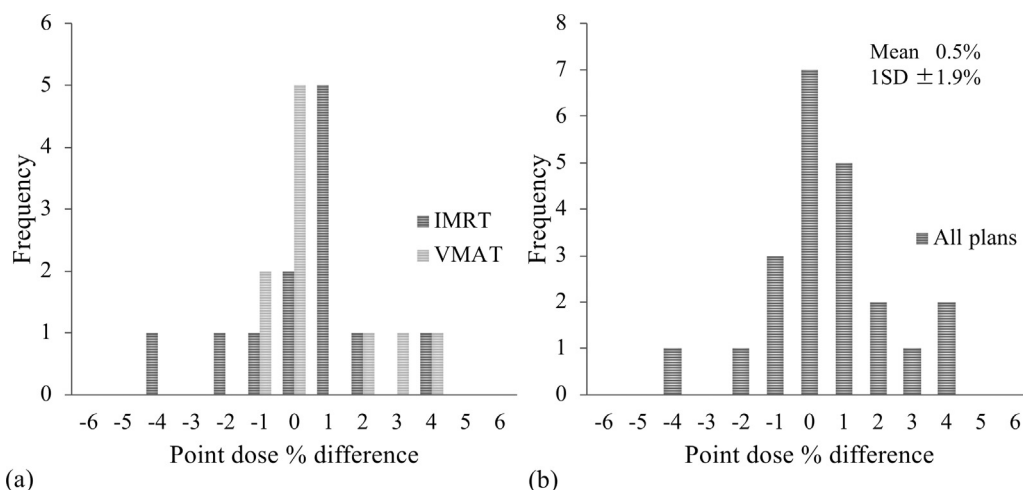 6
5
4
3
2
1
0
Frequency
IMRT
VMAT
-6 -5 -4 -3 -2 -1 0 1 2 3 4 5 6
Point dose % difference
(a)
8
7
6
5
4
3
2
1
0
Frequency
Mean 0.5%
1SD ±1.9%
All plans
-6 -5 -4 -3 -2 -1 0 1 2 3 4 5 6
Point dose % difference
(b)